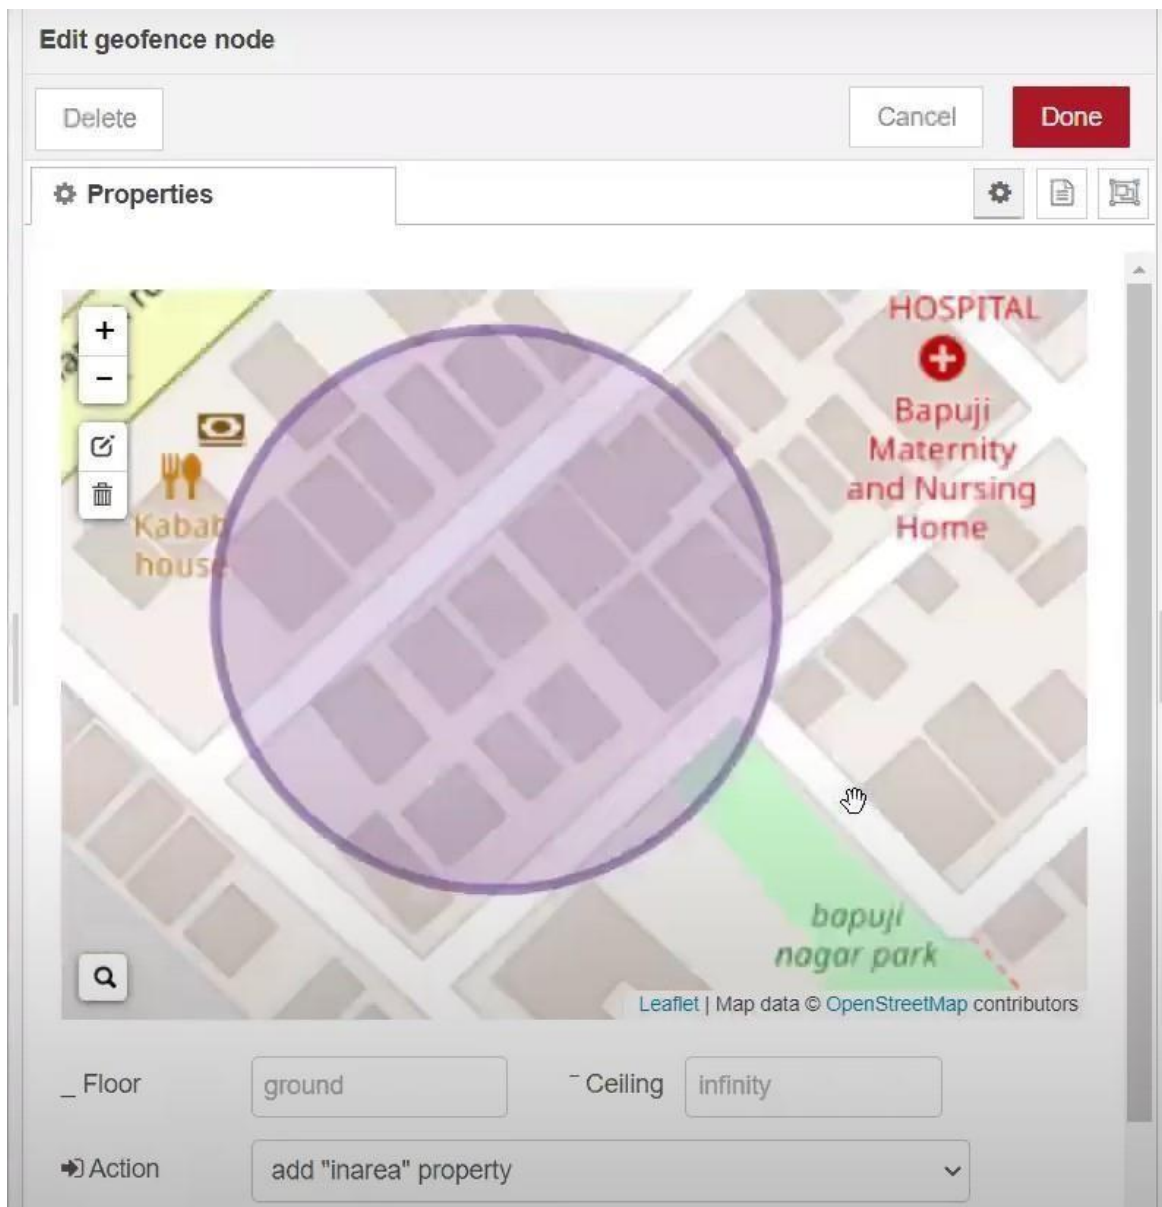 Edit geofence node
Delete
Cancel
Done
Properties
+
−
HOSPITAL
Bapuji
Maternity
and Nursing
Home
Kabab
house
bapuji
nagar park
Leaflet | Map data © OpenStreetMap contributors
_ Floor
ground
‾ Ceiling
infinity
Action
add "inarea" property